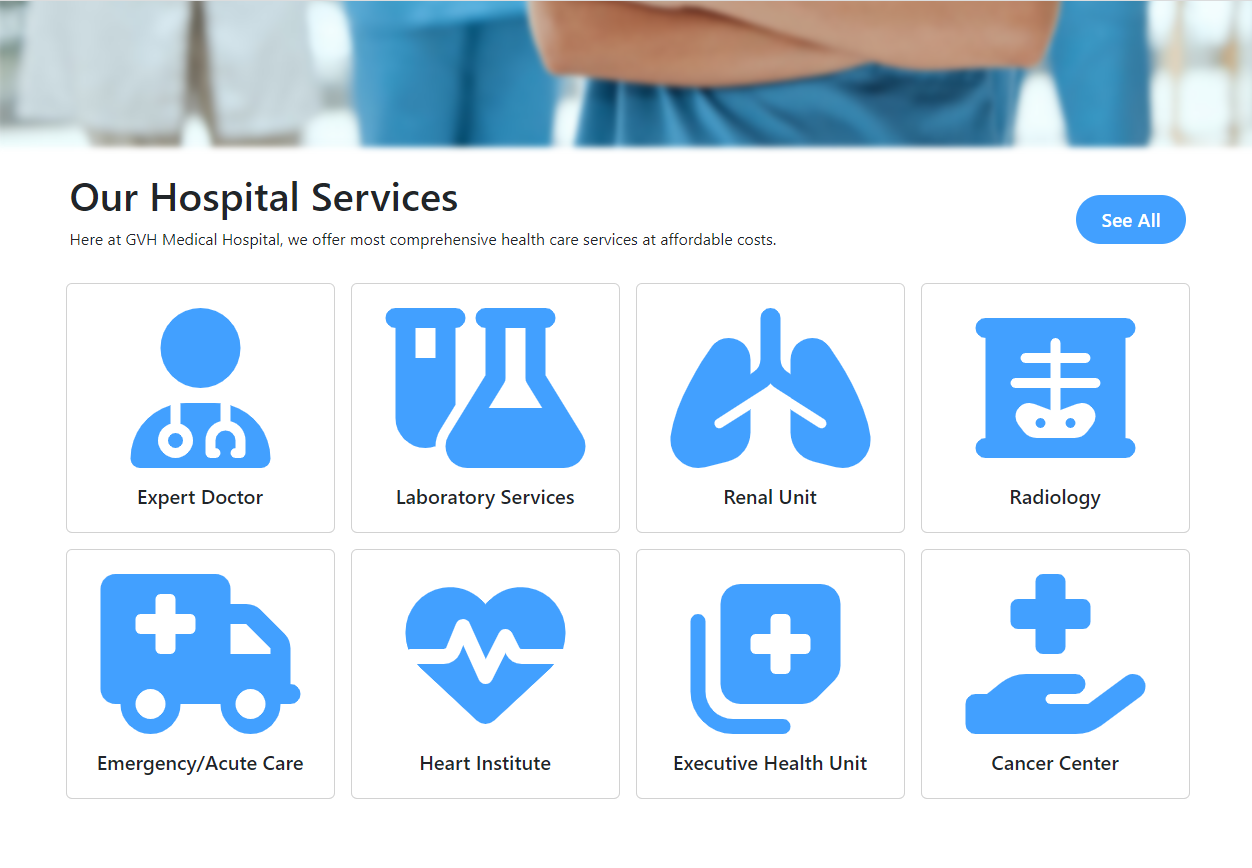 Our Hospital Services
Here at GVH Medical Hospital, we offer most comprehensive health care services at affordable costs.
See All
Expert Doctor
Laboratory Services
Renal Unit
Radiology
Emergency/Acute Care
Heart Institute
Executive Health Unit
Cancer Center